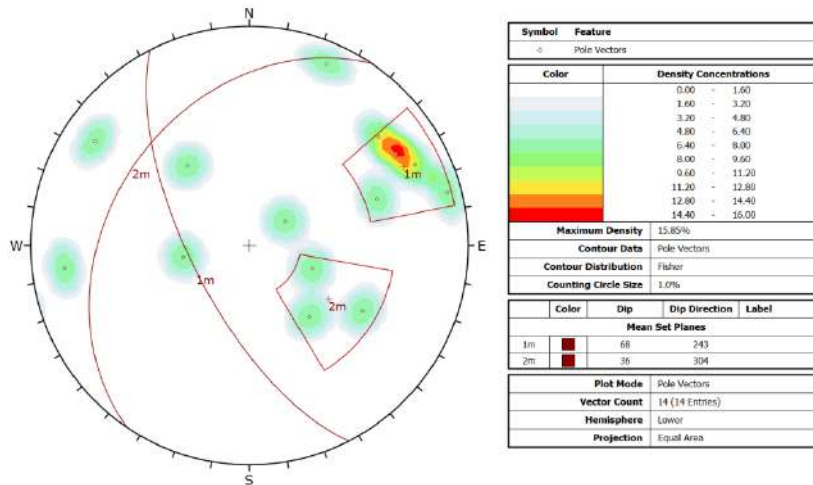 N
W
E
S
2m
1m
1m
2m
Symbol Feature
Pole Vectors
Color Density Concentrations
0.00 - 1.60
1.60 - 3.20
3.20 - 4.80
4.80 - 6.40
6.40 - 8.00
8.00 - 9.60
9.60 - 11.20
11.20 - 12.80
12.80 - 14.40
14.40 - 16.00
Maximum Density 15.85%
Contour Data Pole Vectors
Contour Distribution Fisher
Counting Circle Size 1.0%
Color Dip Dip Direction Label
Mean Set Planes
1m 68 243
2m 36 304
Plot Mode Pole Vectors
Vector Count 14 (14 Entries)
Hemisphere Lower
Projection Equal Area